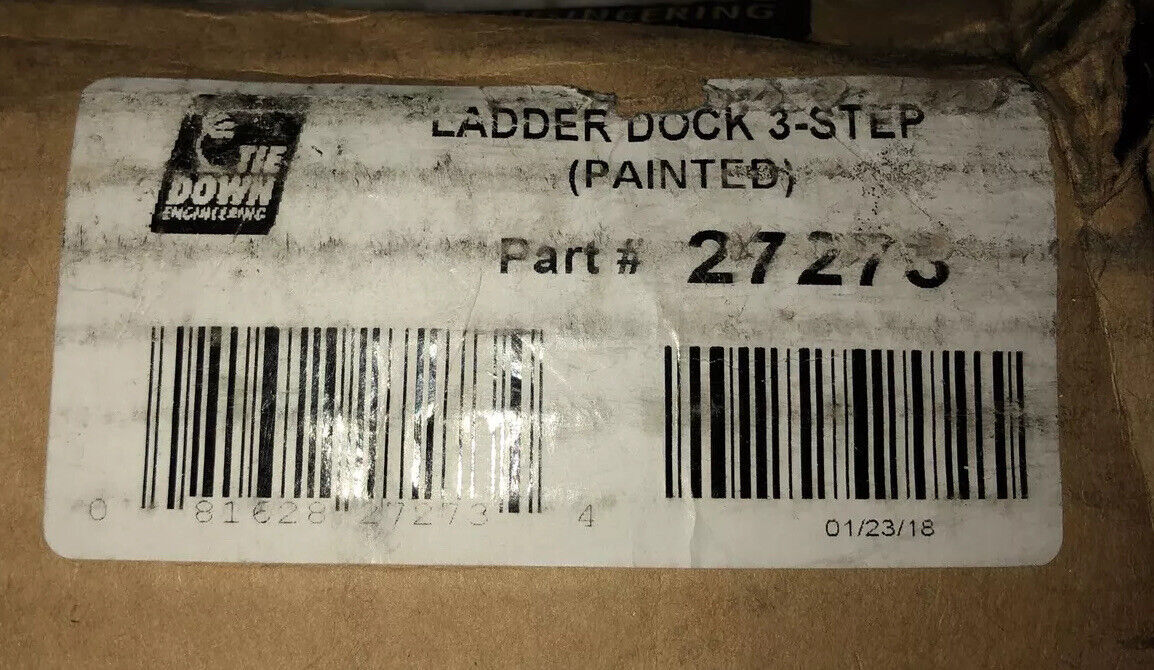 ENGINEERING
TIE
DOWN
ENGINEERING
LADDER DOCK 3-STEP
(PAINTED)
Part # 27273
0 81628 27273 4
01/23/18